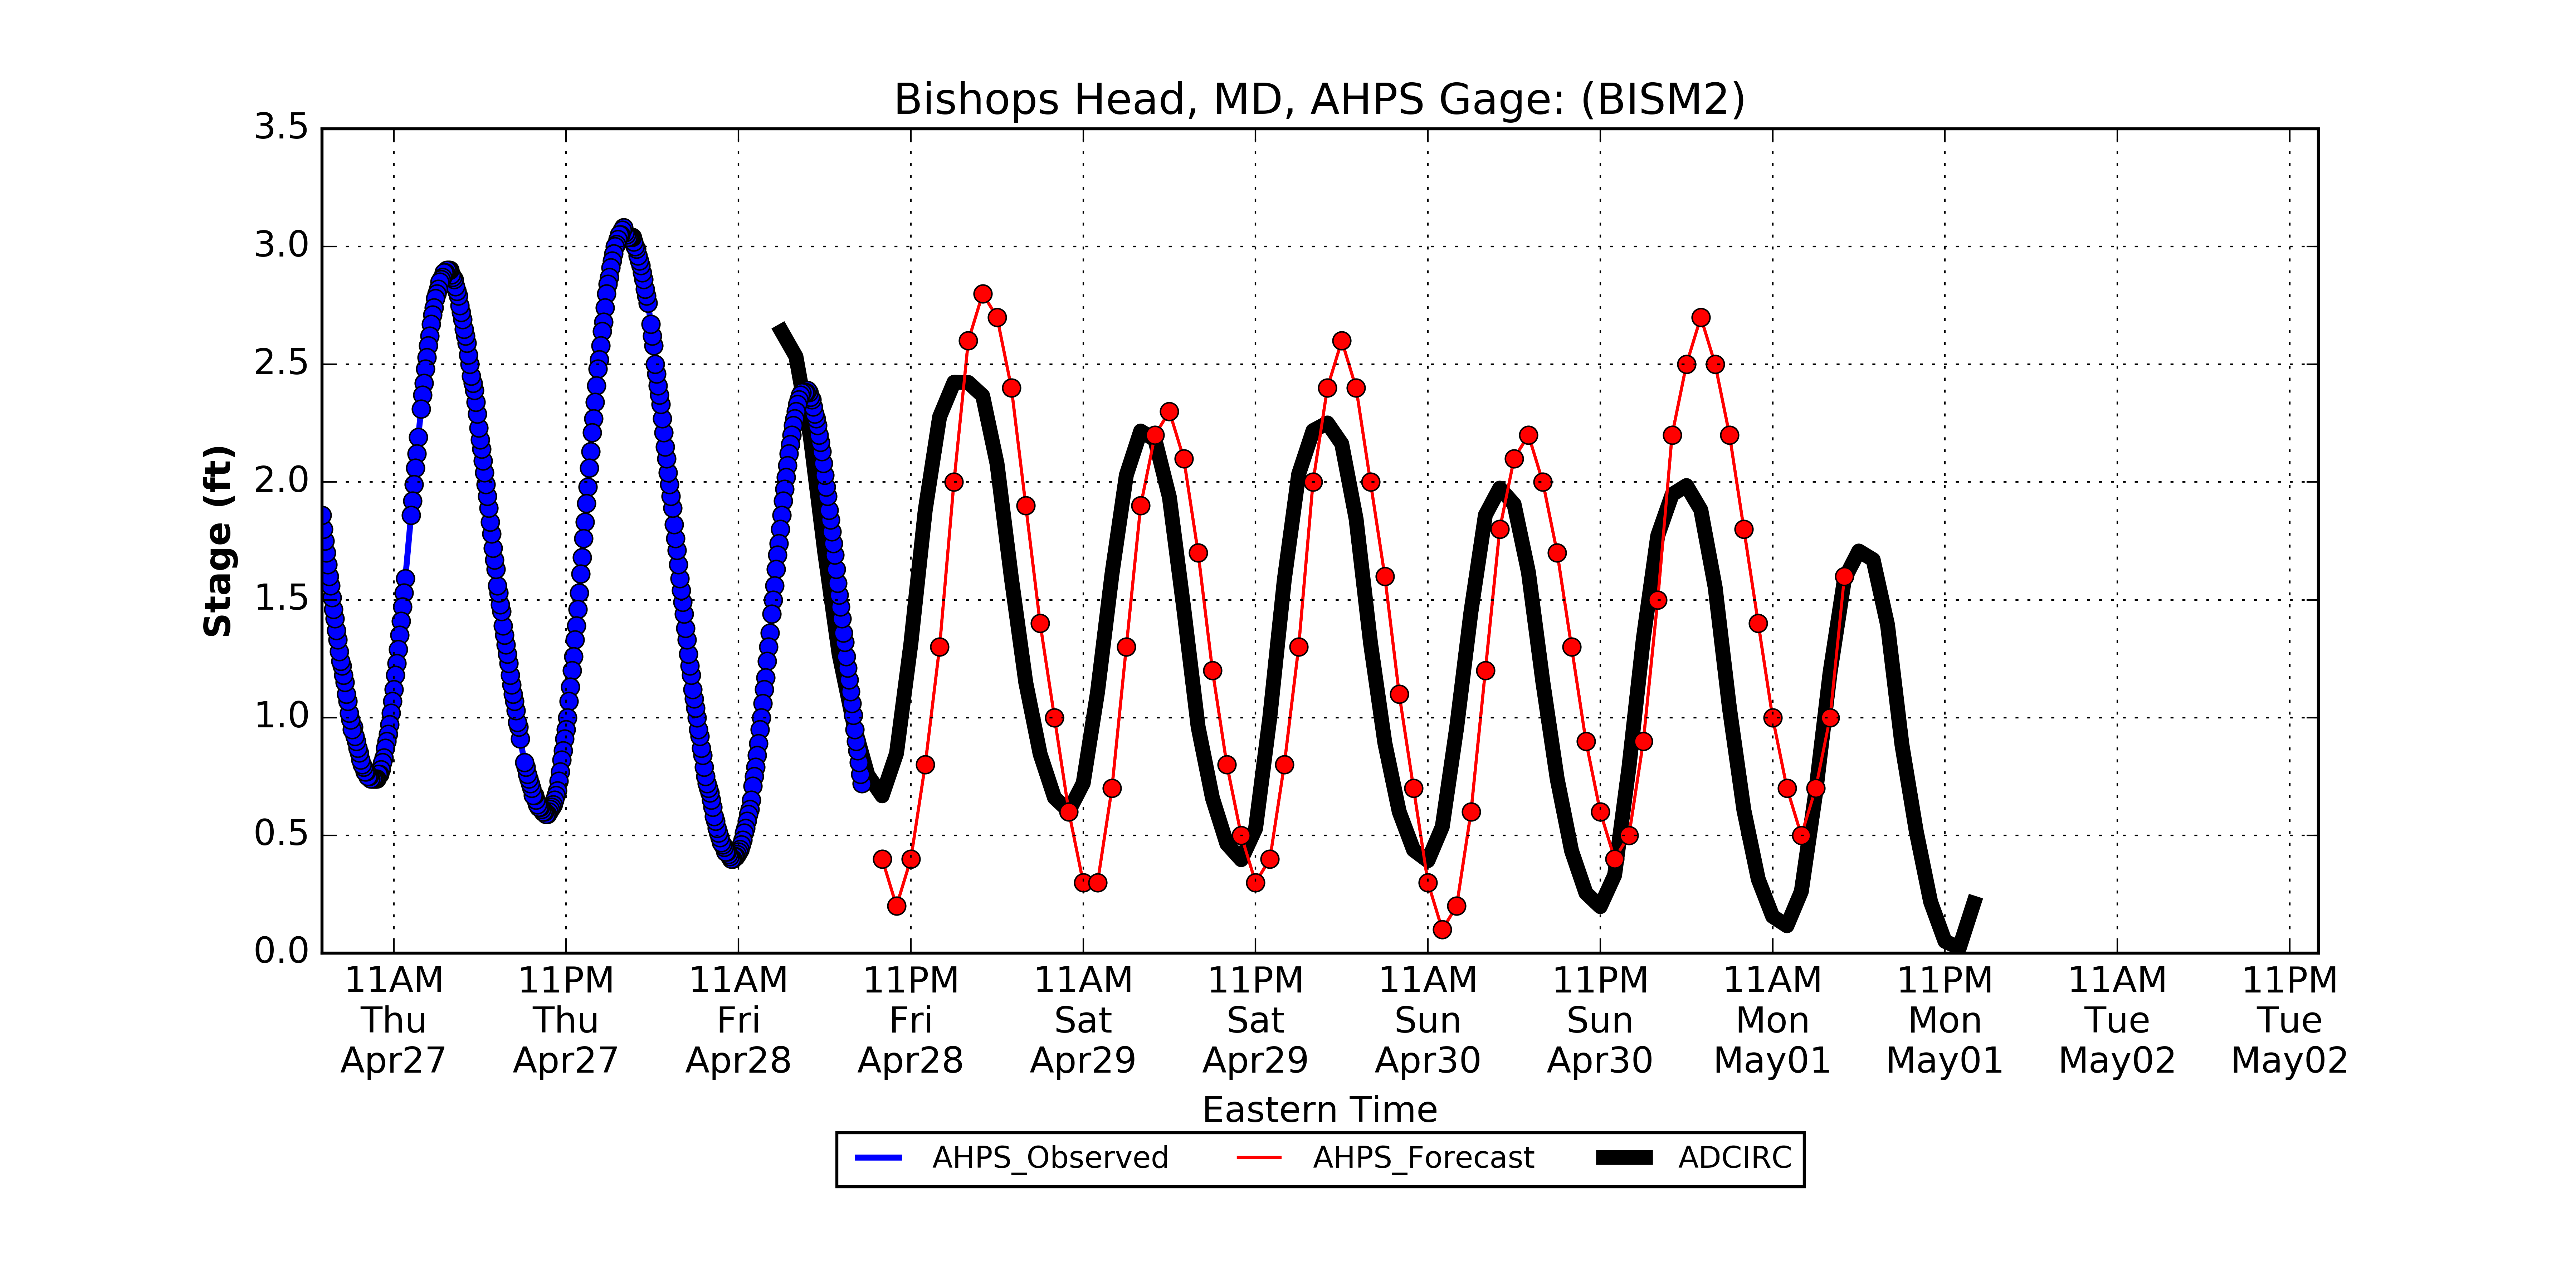 Bishops Head, MD, AHPS Gage: (BISM2)
3.5
3.0
2.5
2.0
1.5
1.0
0.5
0.0
Stage (ft)
11AM 11PM 11AM 11PM 11AM 11PM 11AM 11PM 11AM 11PM 11AM 11PM
Thu Thu Fri Fri Sat Sat Sun Sun Mon Mon Tue Tue
Apr27 Apr27 Apr28 Apr28 Apr29 Apr29 Apr30 Apr30 May01 May01 May02 May02
Eastern Time
AHPS_Observed AHPS_Forecast ADCIRC